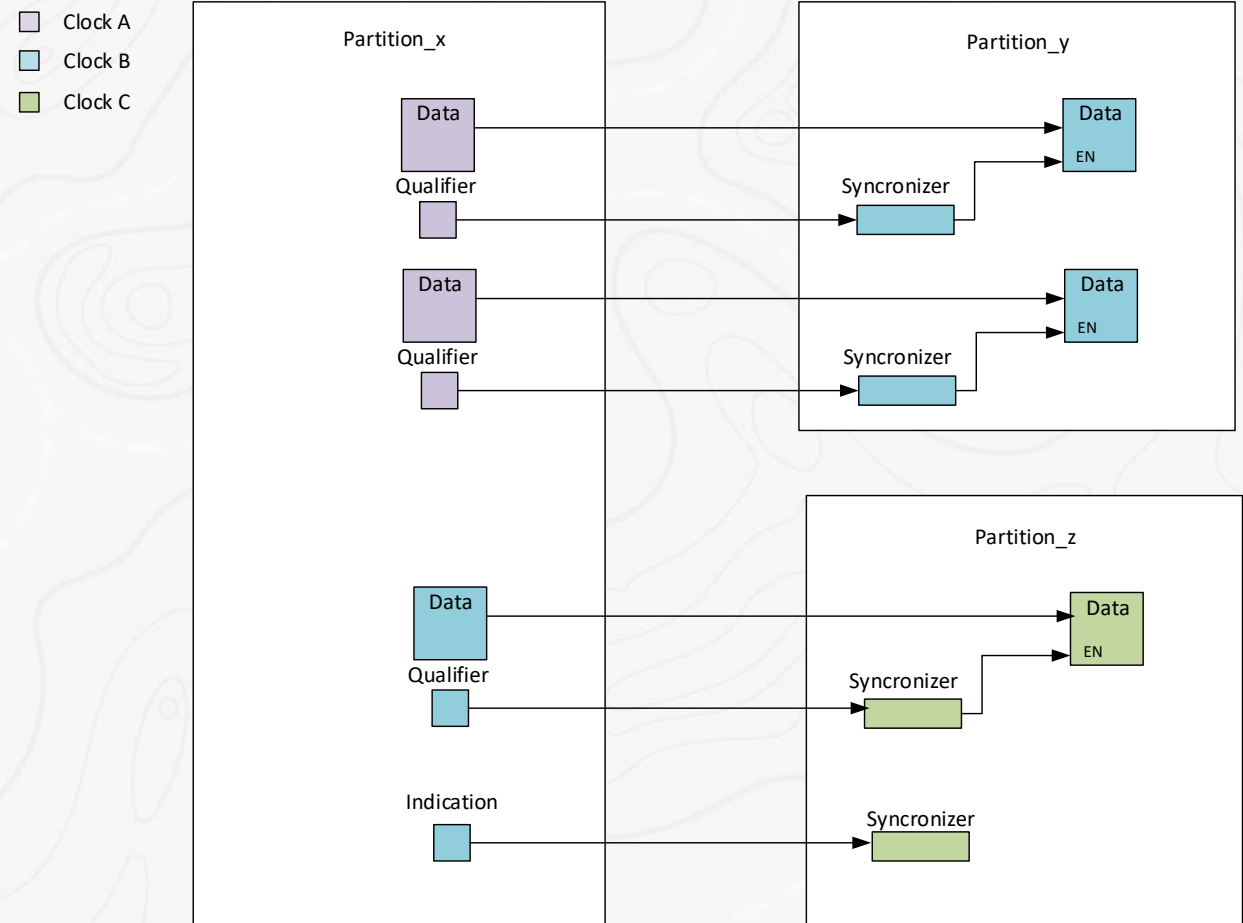 Clock A
Clock B
Clock C
Partition_x
Data
Qualifier
Data
Qualifier
Data
Qualifier
Indication
Partition_y
Data
EN
Syncronizer
Data
EN
Syncronizer
Partition_z
Data
EN
Syncronizer
Syncronizer